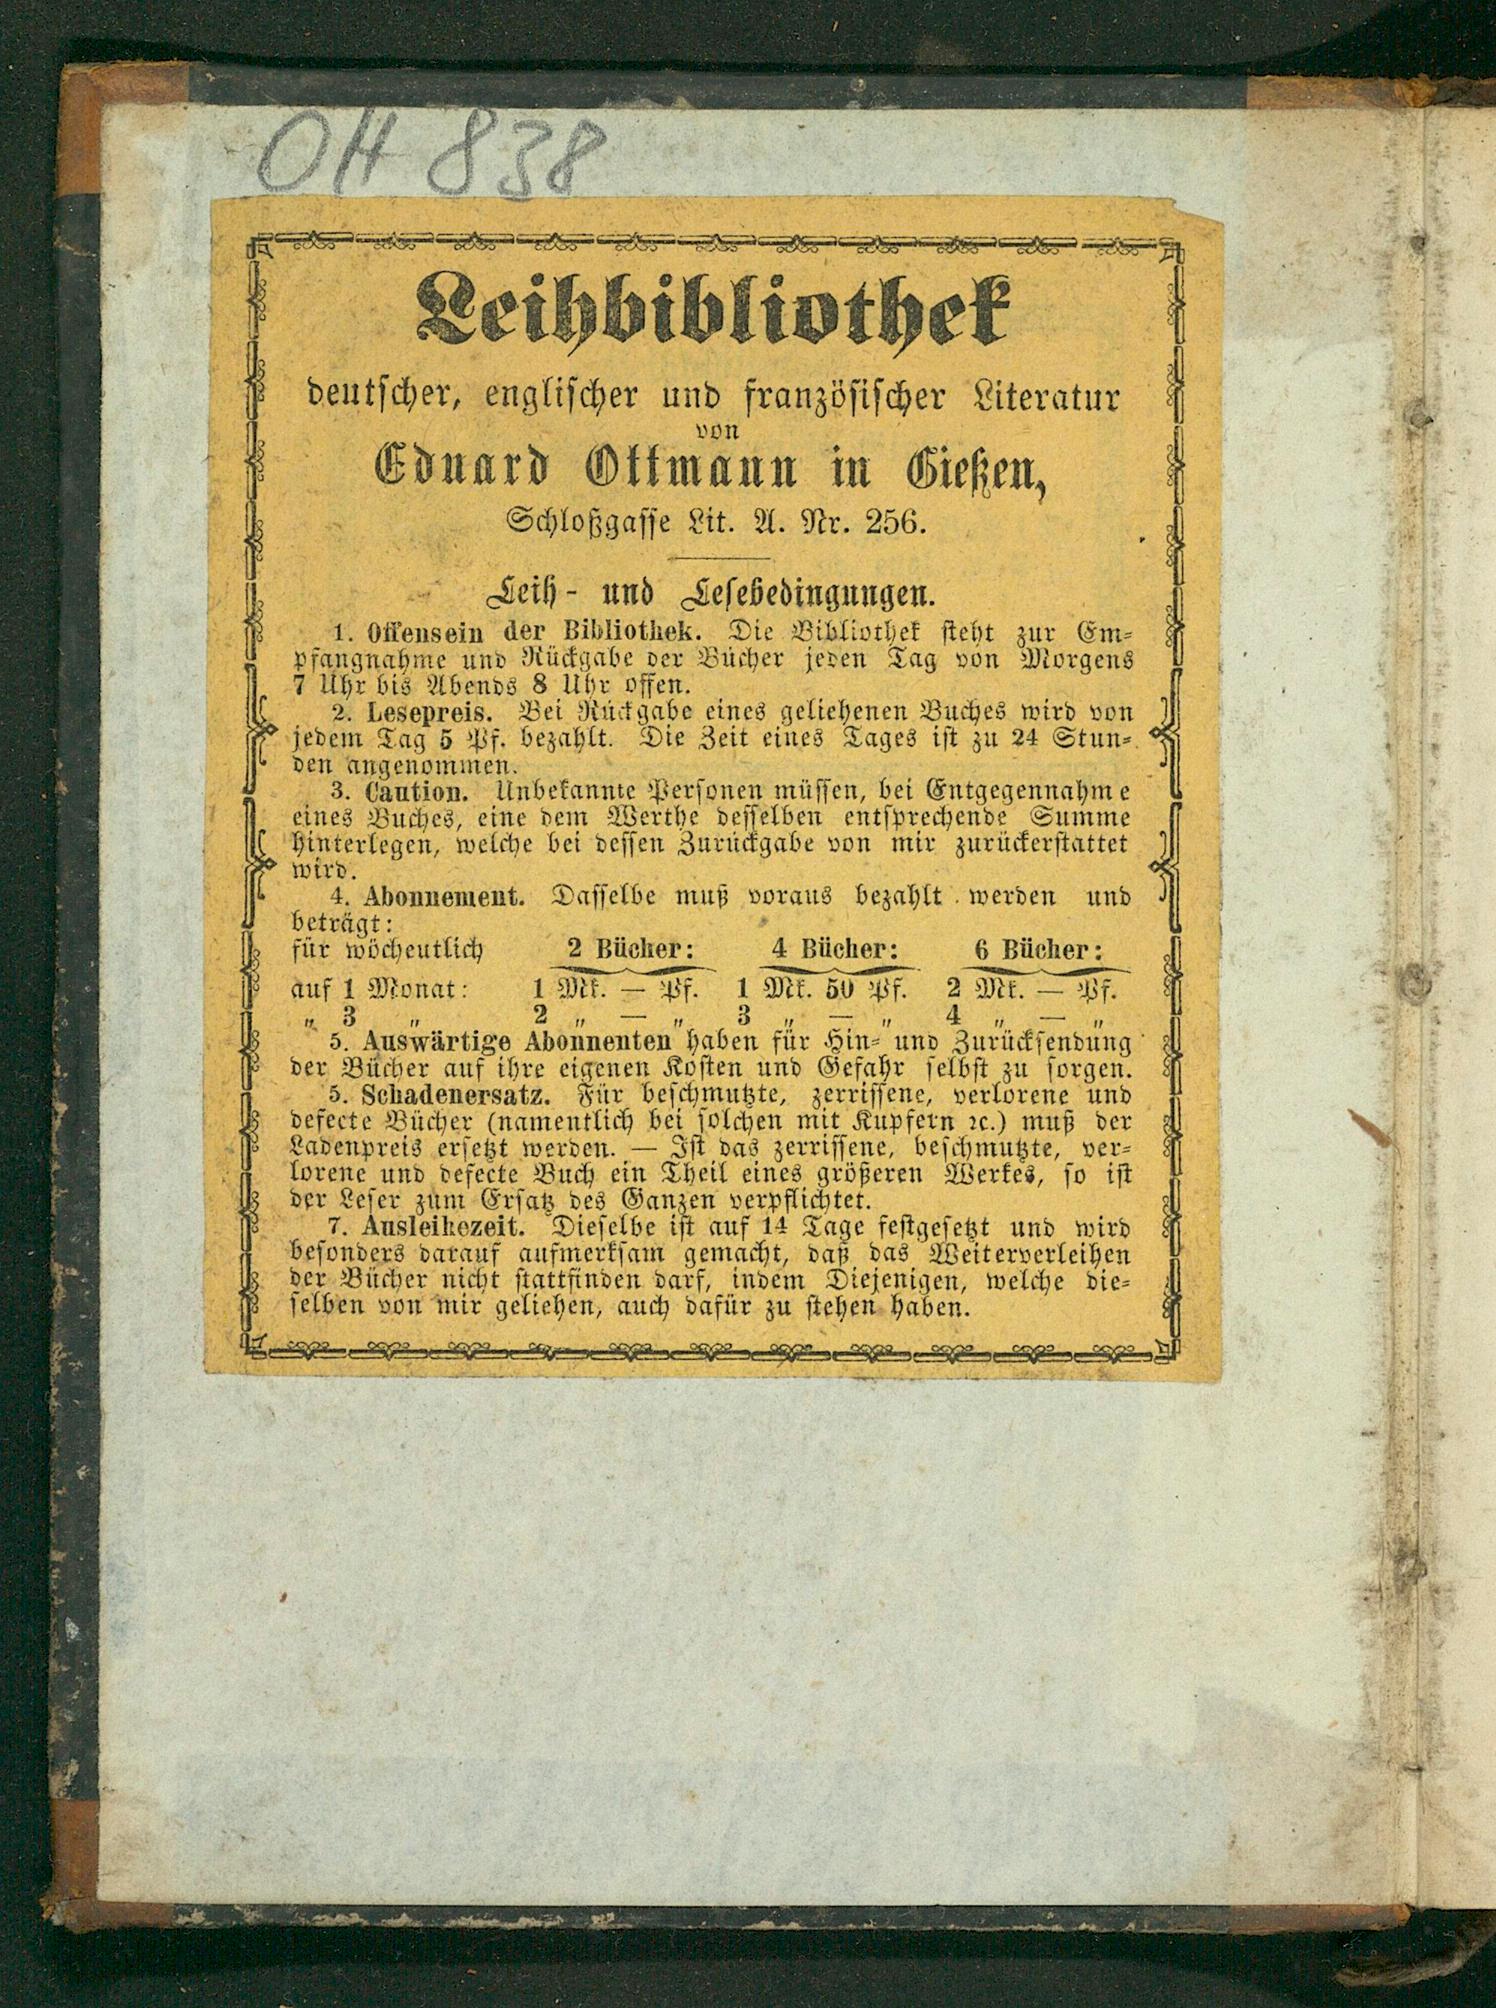 OH 838
Leihbibliothek
deutscher, englischer und französischer Literatur
von
Eduard Ottmann in Gießen,
Schloßgasse Lit. A. Nr. 256.
Leih- und Lesebedingungen.
1. Offensein der Bibliothek. Die Bibliothek steht zur Em-
pfangnahme und Rückgabe der Bücher jeden Tag von Morgens
7 Uhr bis Abends 8 Uhr offen.
2. Lesepreis. Bei Rückgabe eines geliehenen Buches wird von
jedem Tag 5 Pf. bezahlt. Die Zeit eines Tages ist zu 24 Stun-
den angenommen.
3. Caution. Unbekannte Personen müssen, bei Entgegennahme
eines Buches, eine dem Werthe desselben entsprechende Summe
hinterlegen, welche bei dessen Zurückgabe von mir zurückerstattet
wird.
4. Abonnement. Dasselbe muß voraus bezahlt werden und
beträgt:
für wöchentlich 2 Bücher: 4 Bücher: 6 Bücher:
auf 1 Monat: 1 Mk. — Pf. 1 Mk. 50 Pf. 2 Mk. — Pf.
„ 3 „ 2 „ — „ 3 „ — „ 4 „ — „
5. Auswärtige Abonnenten haben für Hin- und Zurücksendung
der Bücher auf ihre eigenen Kosten und Gefahr selbst zu sorgen.
5. Schadenersatz. Für beschmutzte, zerrissene, verlorene und
defecte Bücher (namentlich bei solchen mit Kupfern ꝛc.) muß der
Ladenpreis ersetzt werden. — Ist das zerrissene, beschmutzte, ver-
lorene und defecte Buch ein Theil eines größeren Werkes, so ist
der Leser zum Ersatz des Ganzen verpflichtet.
7. Ausleihezeit. Dieselbe ist auf 14 Tage festgesetzt und wird
besonders darauf aufmerksam gemacht, daß das Weiterverleihen
der Bücher nicht stattfinden darf, indem Diejenigen, welche die-
selben von mir geliehen, auch dafür zu stehen haben.